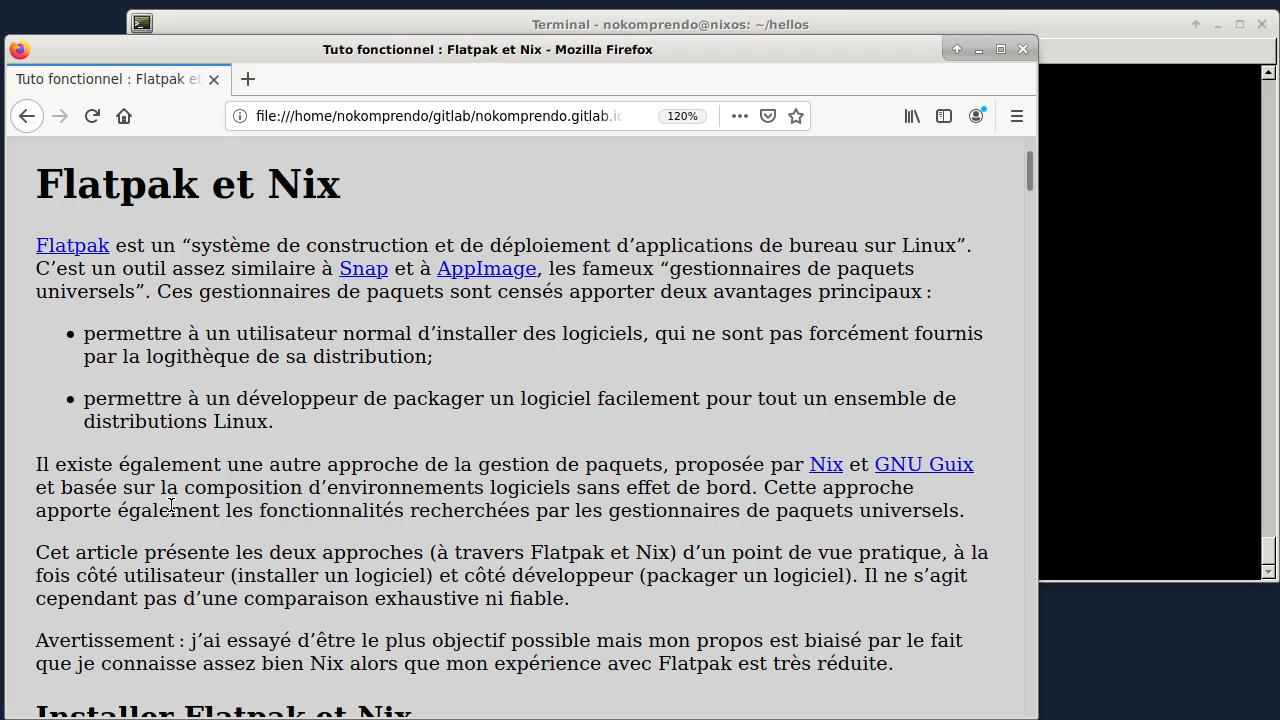 Terminal - nokomprendo@nixos: ~/hellos
Tuto fonctionnel : Flatpak et Nix - Mozilla Firefox
Tuto fonctionnel : Flatpak et
file:///home/nokomprendo/gitlab/nokomprendo.gitlab.io
120%
Flatpak et Nix
Flatpak est un “système de construction et de déploiement d’applications de bureau sur Linux”.
C’est un outil assez similaire à Snap et à AppImage, les fameux “gestionnaires de paquets
universels”. Ces gestionnaires de paquets sont censés apporter deux avantages principaux :
• permettre à un utilisateur normal d’installer des logiciels, qui ne sont pas forcément fournis
par la logithèque de sa distribution;
• permettre à un développeur de packager un logiciel facilement pour tout un ensemble de
distributions Linux.
Il existe également une autre approche de la gestion de paquets, proposée par Nix et GNU Guix
et basée sur la composition d’environnements logiciels sans effet de bord. Cette approche
apporte également les fonctionnalités recherchées par les gestionnaires de paquets universels.
Cet article présente les deux approches (à travers Flatpak et Nix) d’un point de vue pratique, à la
fois côté utilisateur (installer un logiciel) et côté développeur (packager un logiciel). Il ne s’agit
cependant pas d’une comparaison exhaustive ni fiable.
Avertissement : j’ai essayé d’être le plus objectif possible mais mon propos est biaisé par le fait
que je connaisse assez bien Nix alors que mon expérience avec Flatpak est très réduite.
Installer Flatpak et Nix